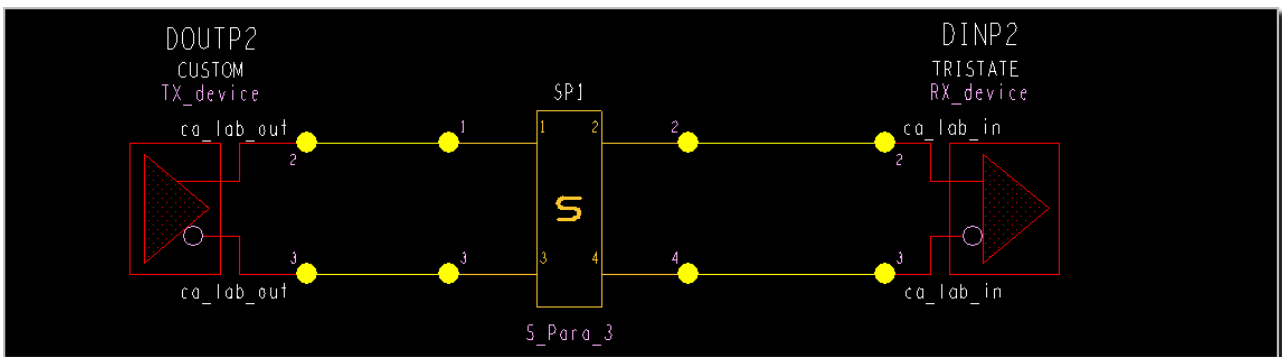 DOUTP2
CUSTOM
TX_device
DINP2
TRISTATE
RX_device
SP1
ca_lab_out
2
1
1 2
2
ca_lab_in
2
S
3
3
3 4
4
3
ca_lab_out
ca_lab_in
S_Para_3